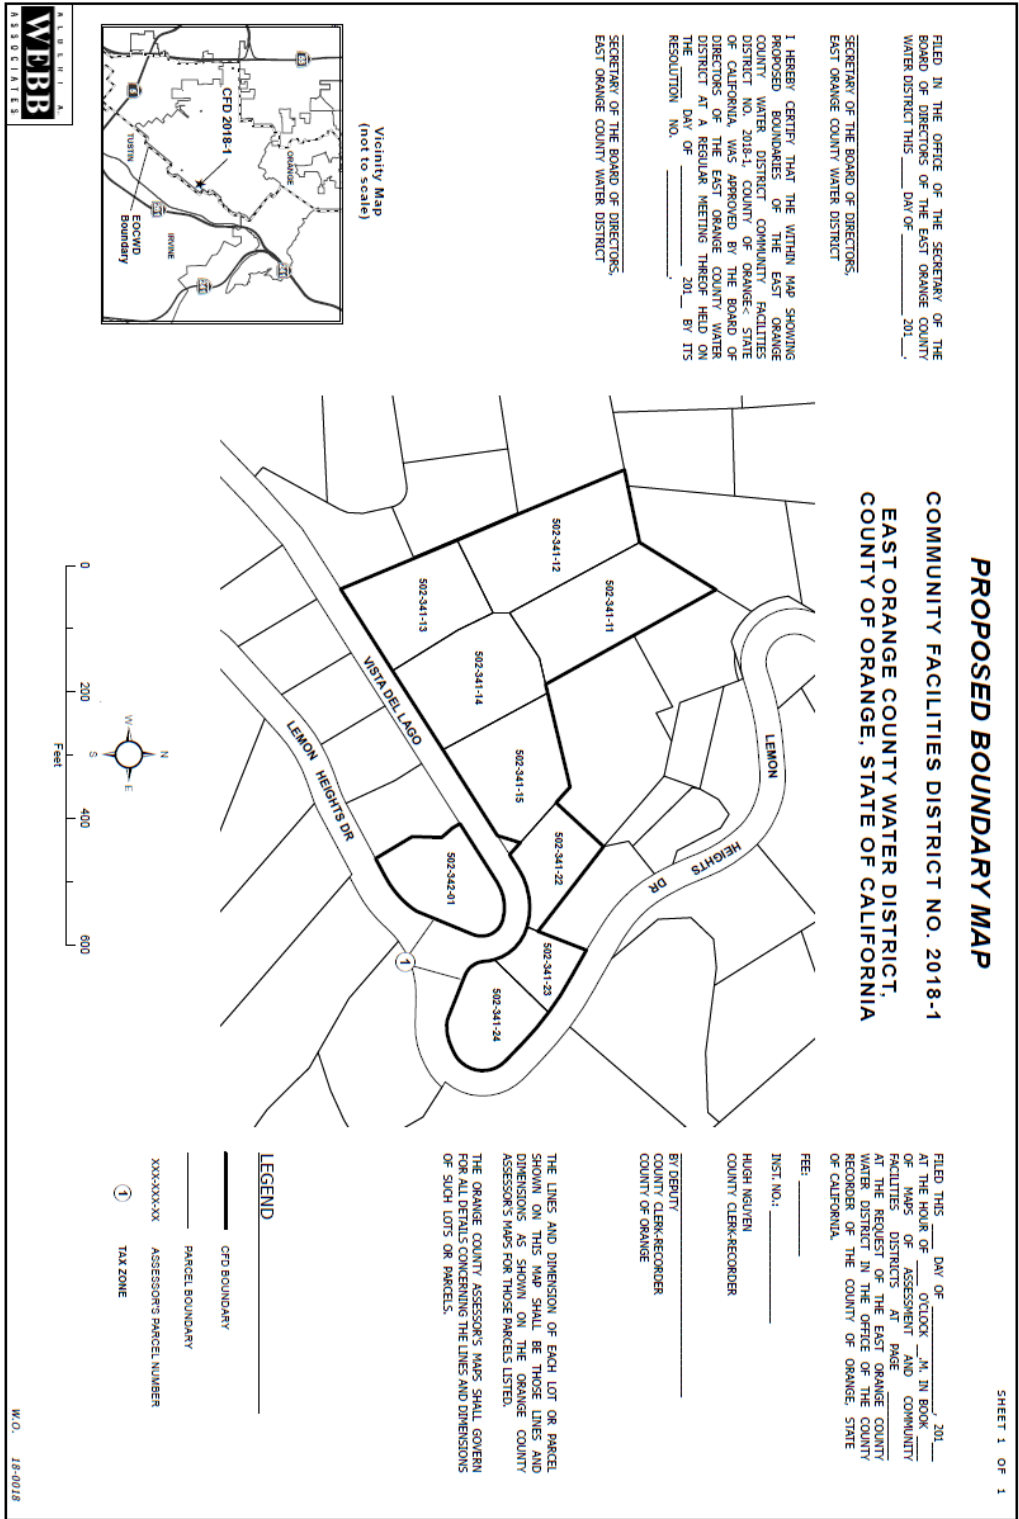 SHEET 1 OF 1
PROPOSED BOUNDARY MAP
COMMUNITY FACILITIES DISTRICT NO. 2018-1
EAST ORANGE COUNTY WATER DISTRICT,
COUNTY OF ORANGE, STATE OF CALIFORNIA
FILED IN THE OFFICE OF THE SECRETARY OF THE
BOARD OF DIRECTORS OF THE EAST ORANGE COUNTY
WATER DISTRICT THIS ____ DAY OF __________ 201__.
SECRETARY OF THE BOARD OF DIRECTORS,
EAST ORANGE COUNTY WATER DISTRICT
I HEREBY CERTIFY THAT THE WITHIN MAP SHOWING
PROPOSED BOUNDARIES OF THE EAST ORANGE
COUNTY WATER DISTRICT COMMUNITY FACILITIES
DISTRICT NO. 2018-1, COUNTY OF ORANGE< STATE
OF CALIFORNIA, WAS APPROVED BY THE BOARD OF
DIRECTORS OF THE EAST ORANGE COUNTY WATER
DISTRICT AT A REGULAR MEETING THREOF HELD ON
THE ____ DAY OF __________ 201__ BY ITS
RESOLUTION NO. __________.
SECRETARY OF THE BOARD OF DIRECTORS,
EAST ORANGE COUNTY WATER DISTRICT
Vicinity Map
(not to scale)
55
ORANGE
CFD 2018-1
5
TUSTIN
261
241
261
IRVINE
EOCWD
Boundary
ALBERT A.
WEBB
ASSOCIATES
LEMON
HEIGHTS
DR
502-341-12
502-341-11
502-341-13
502-341-14
502-341-15
502-341-22
502-341-23
502-341-24
502-342-01
VISTA DEL LAGO
LEMON HEIGHTS DR
1
N
W
E
S
0
200
400
600
Feet
FILED THIS ____ DAY OF __________, 201__
AT THE HOUR OF ____ O'CLOCK __.M. IN BOOK ____
OF MAPS OF ASSESSMENT AND COMMUNITY
FACILITIES DISTRICTS AT PAGE ______
AT THE REQUEST OF THE EAST ORANGE COUNTY
WATER DISTRICT IN THE OFFICE OF THE COUNTY
RECORDER OF THE COUNTY OF ORANGE, STATE
OF CALIFORNIA.
FEE: __________
INST. NO.: __________
HUGH NGUYEN
COUNTY CLERK-RECORDER
BY DEPUTY
COUNTY CLERK-RECORDER
COUNTY OF ORANGE
THE LINES AND DIMENSION OF EACH LOT OR PARCEL
SHOWN ON THIS MAP SHALL BE THOSE LINES AND
DIMENSIONS AS SHOWN ON THE ORANGE COUNTY
ASSESSOR'S MAPS FOR THOSE PARCELS LISTED.
THE ORANGE COUNTY ASSESSOR'S MAPS SHALL GOVERN
FOR ALL DETAILS CONCERNING THE LINES AND DIMENSIONS
OF SUCH LOTS OR PARCELS.
LEGEND
CFD BOUNDARY
PARCEL BOUNDARY
XXX-XXX-XX ASSESSOR'S PARCEL NUMBER
1 TAX ZONE
W.O. 18-0018